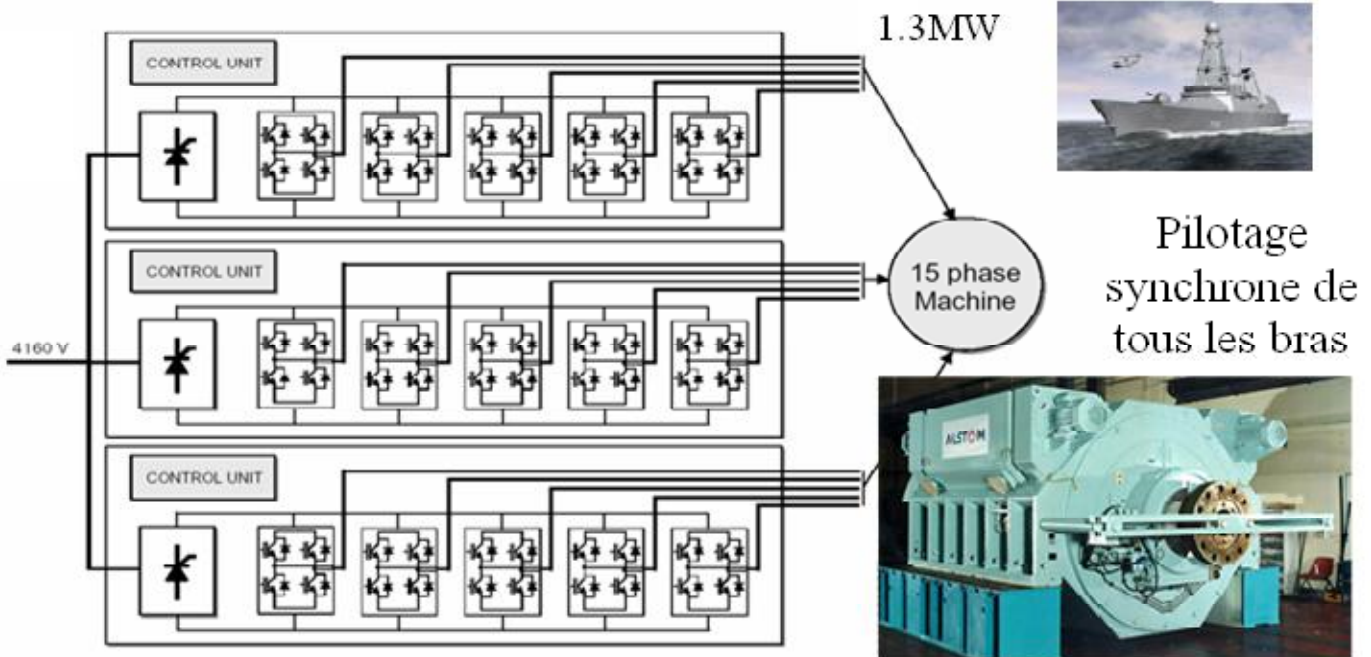 1.3MW
CONTROL UNIT
CONTROL UNIT
4160 V
CONTROL UNIT
15 phase
Machine
Pilotage
synchrone de
tous les bras
ALSTOM